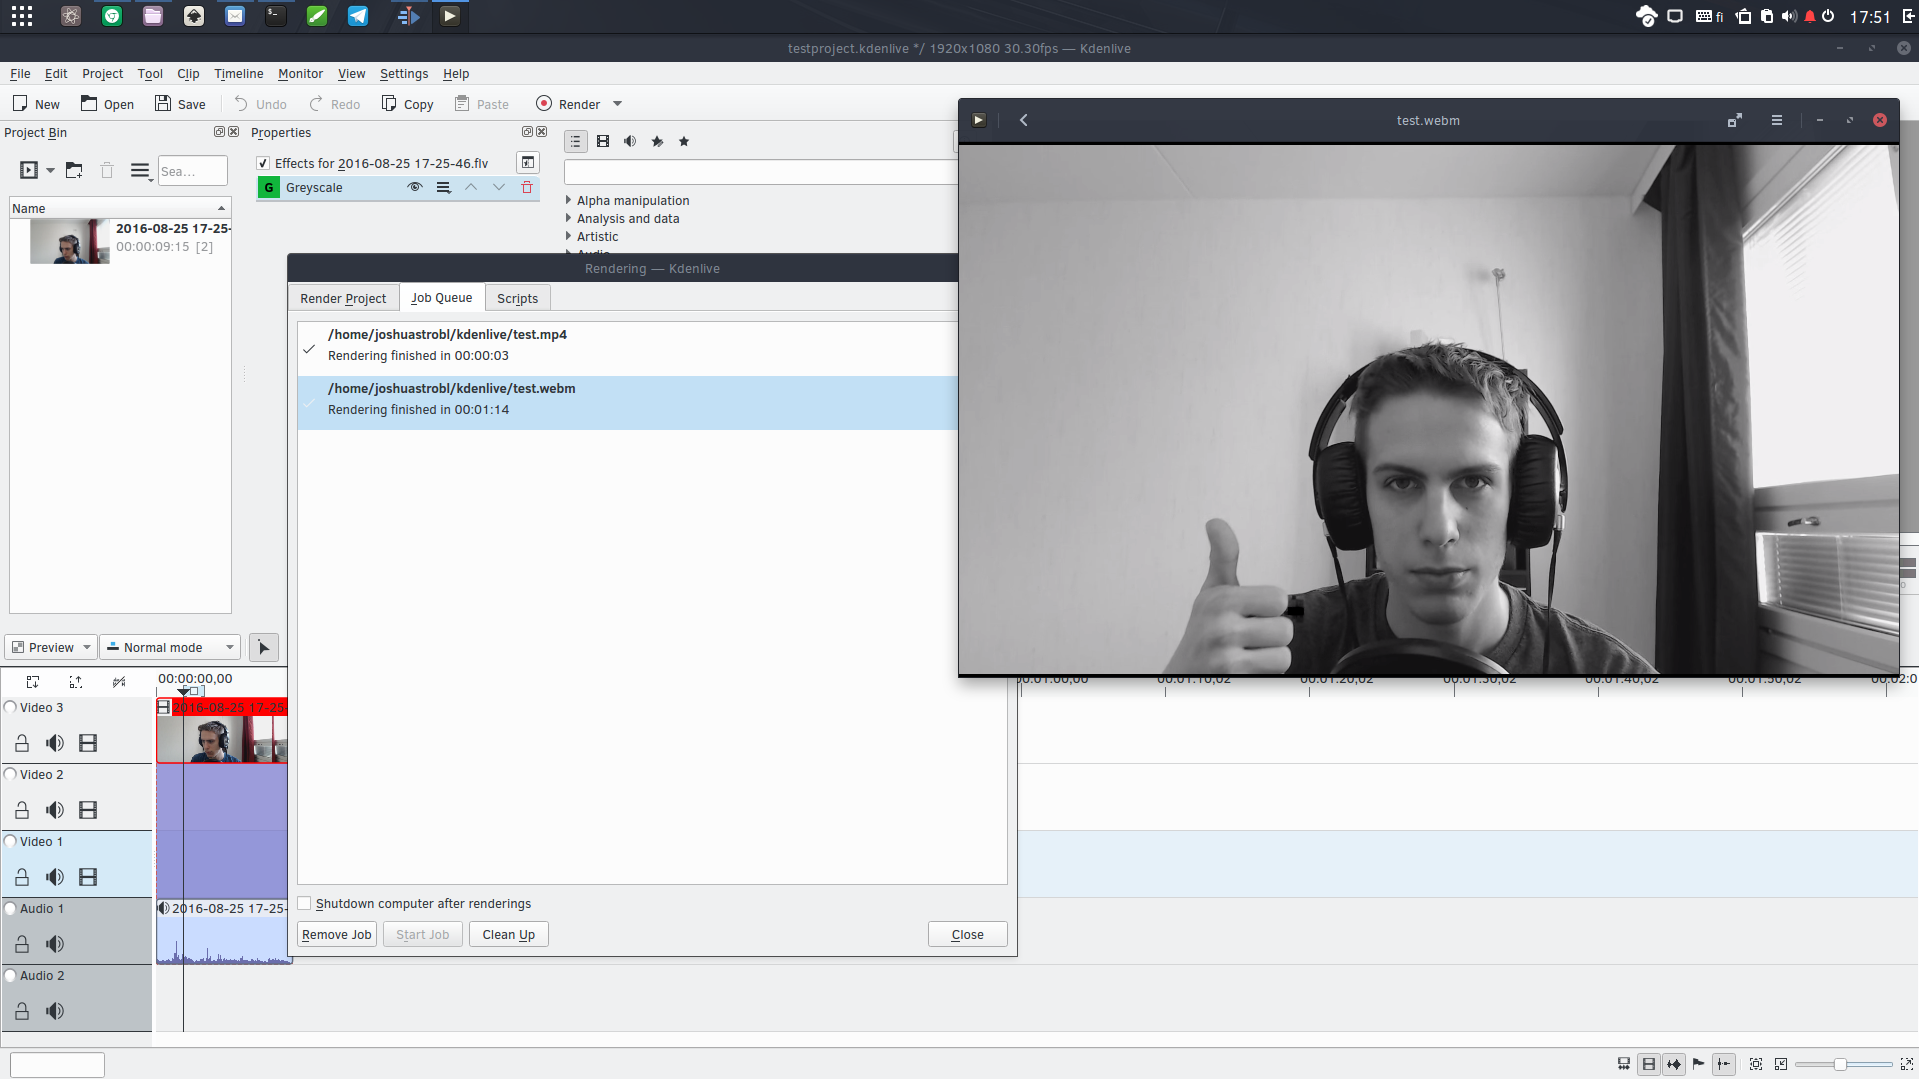 fi
17:51
testproject.kdenlive */ 1920x1080 30.30fps — Kdenlive
File Edit Project Tool Clip Timeline Monitor View Settings Help
New Open Save Undo Redo Copy Paste Render
Project Bin
Properties
test.webm
Effects for 2016-08-25 17-25-46.flv
Sea...
G Greyscale
Name
Alpha manipulation
Analysis and data
Artistic
Audio
2016-08-25 17-25-
00:00:09:15 [2]
Rendering — Kdenlive
Render Project Job Queue Scripts
/home/joshuastrobl/kdenlive/test.mp4
Rendering finished in 00:00:03
/home/joshuastrobl/kdenlive/test.webm
Rendering finished in 00:01:14
Preview Normal mode
00:00:00,00
00:01:00,00 00:01:10,02 00:01:20,02 00:01:30,02 00:01:40,02 00:01:50,02 00:02:0
Video 3
2016-08-25 17-25-
Video 2
Video 1
Audio 1
2016-08-25 17-25-
Audio 2
Shutdown computer after renderings
Remove Job Start Job Clean Up Close